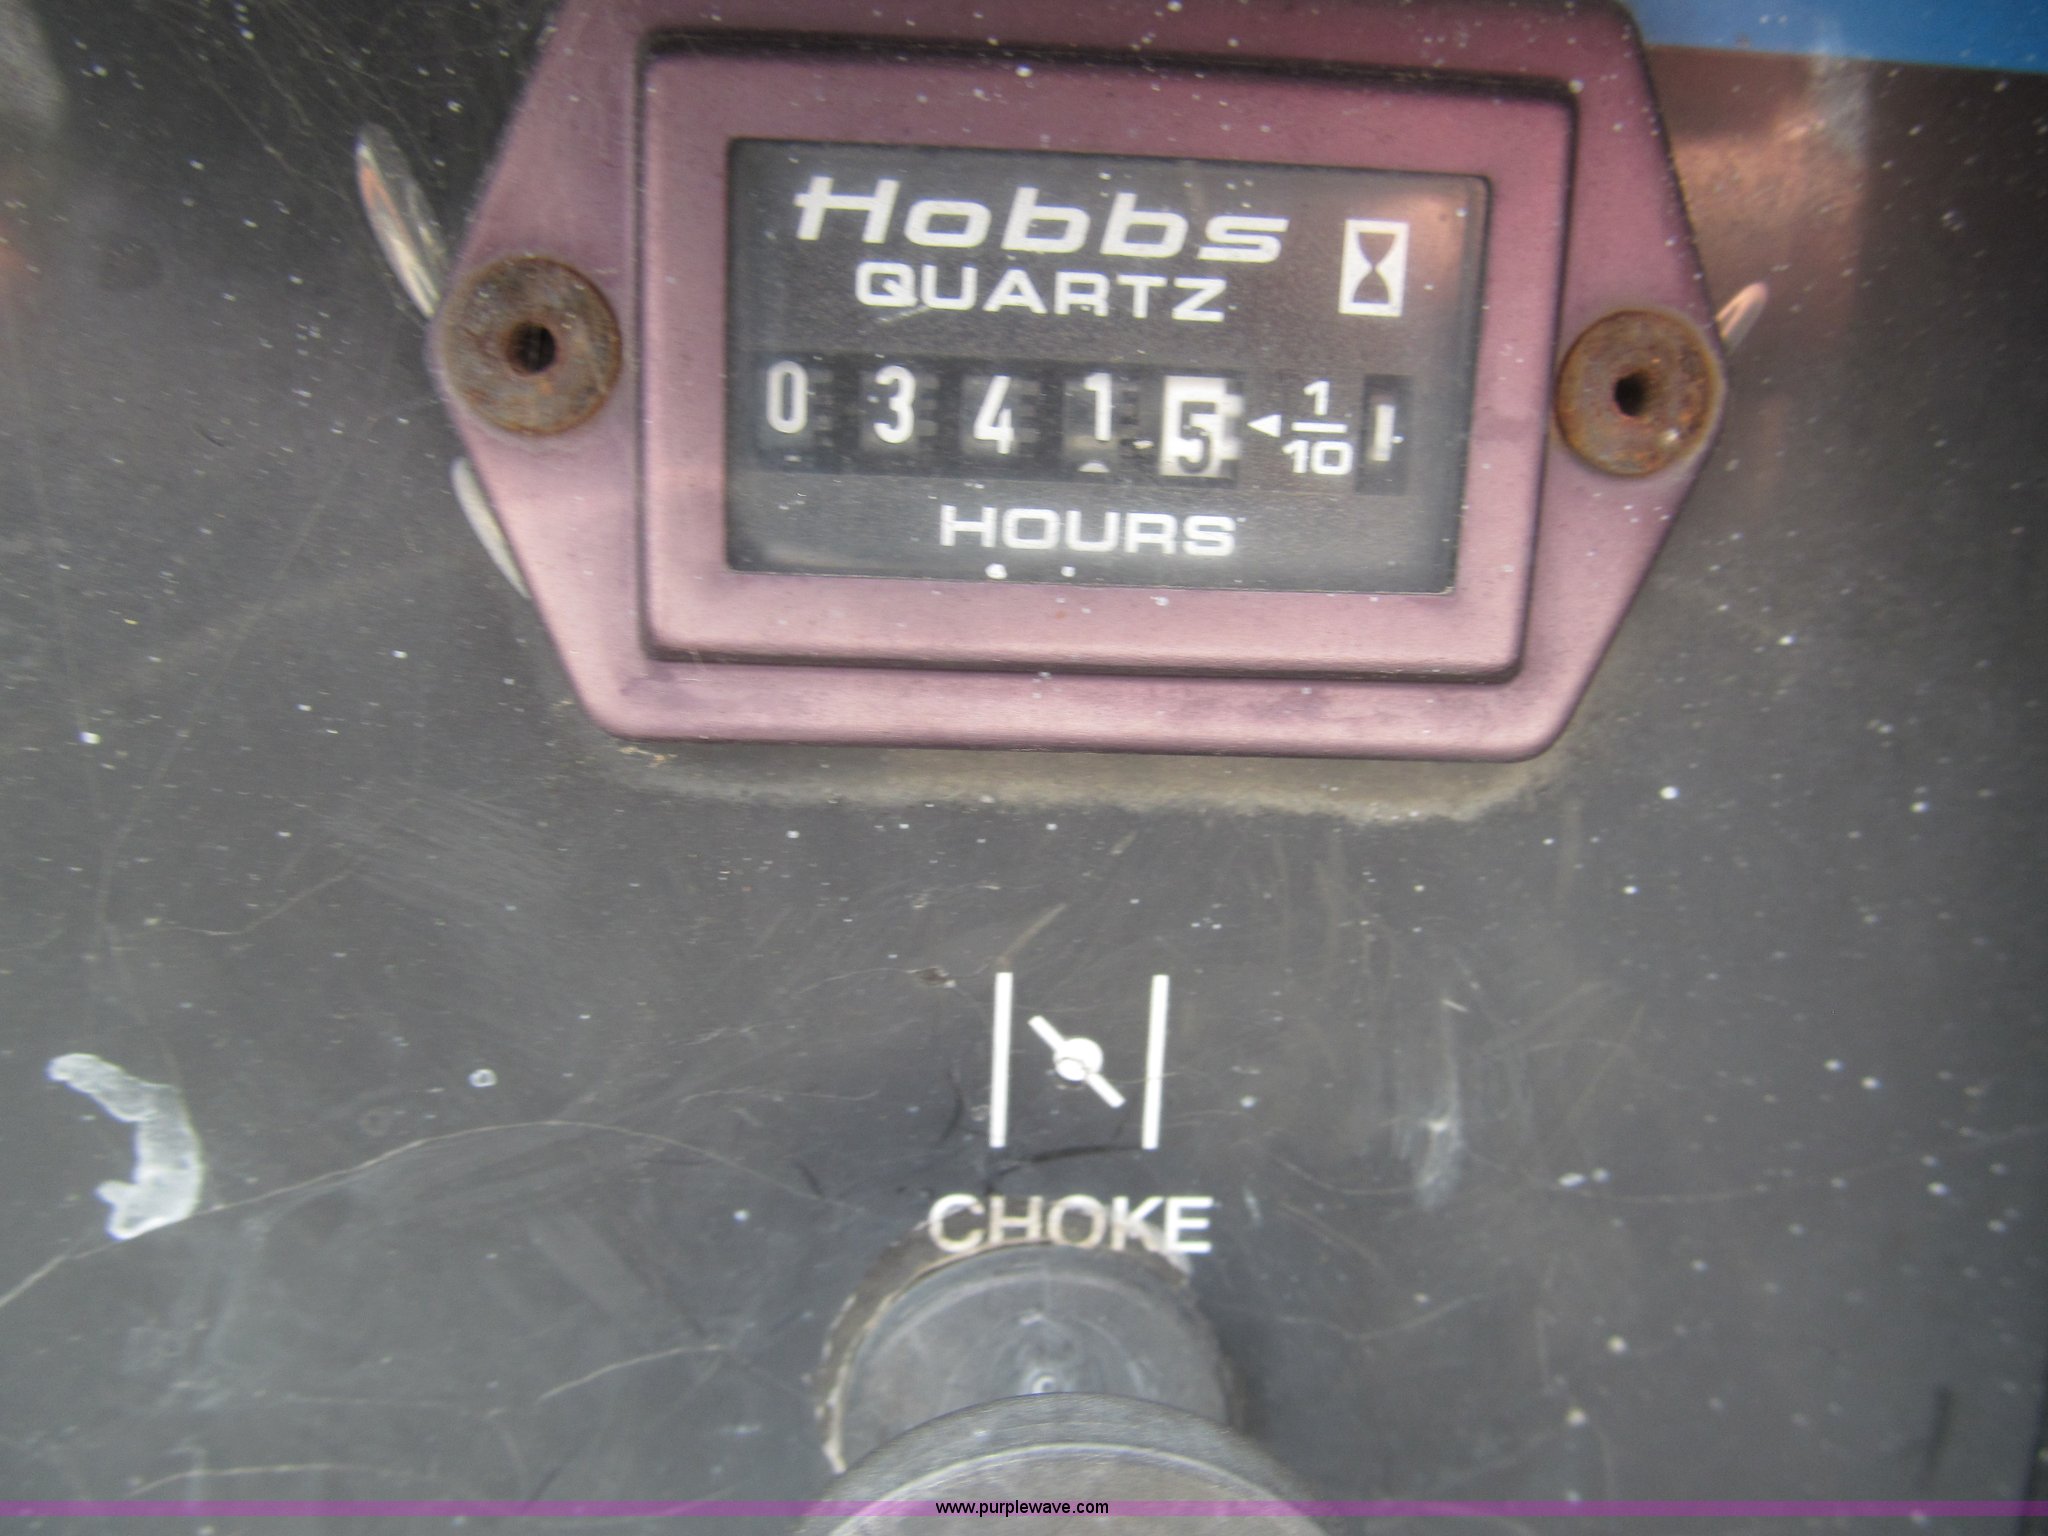 Hobbs
QUARTZ
0 3 4 1 5 ◄ 1/10
HOURS
CHOKE
www.purplewave.com